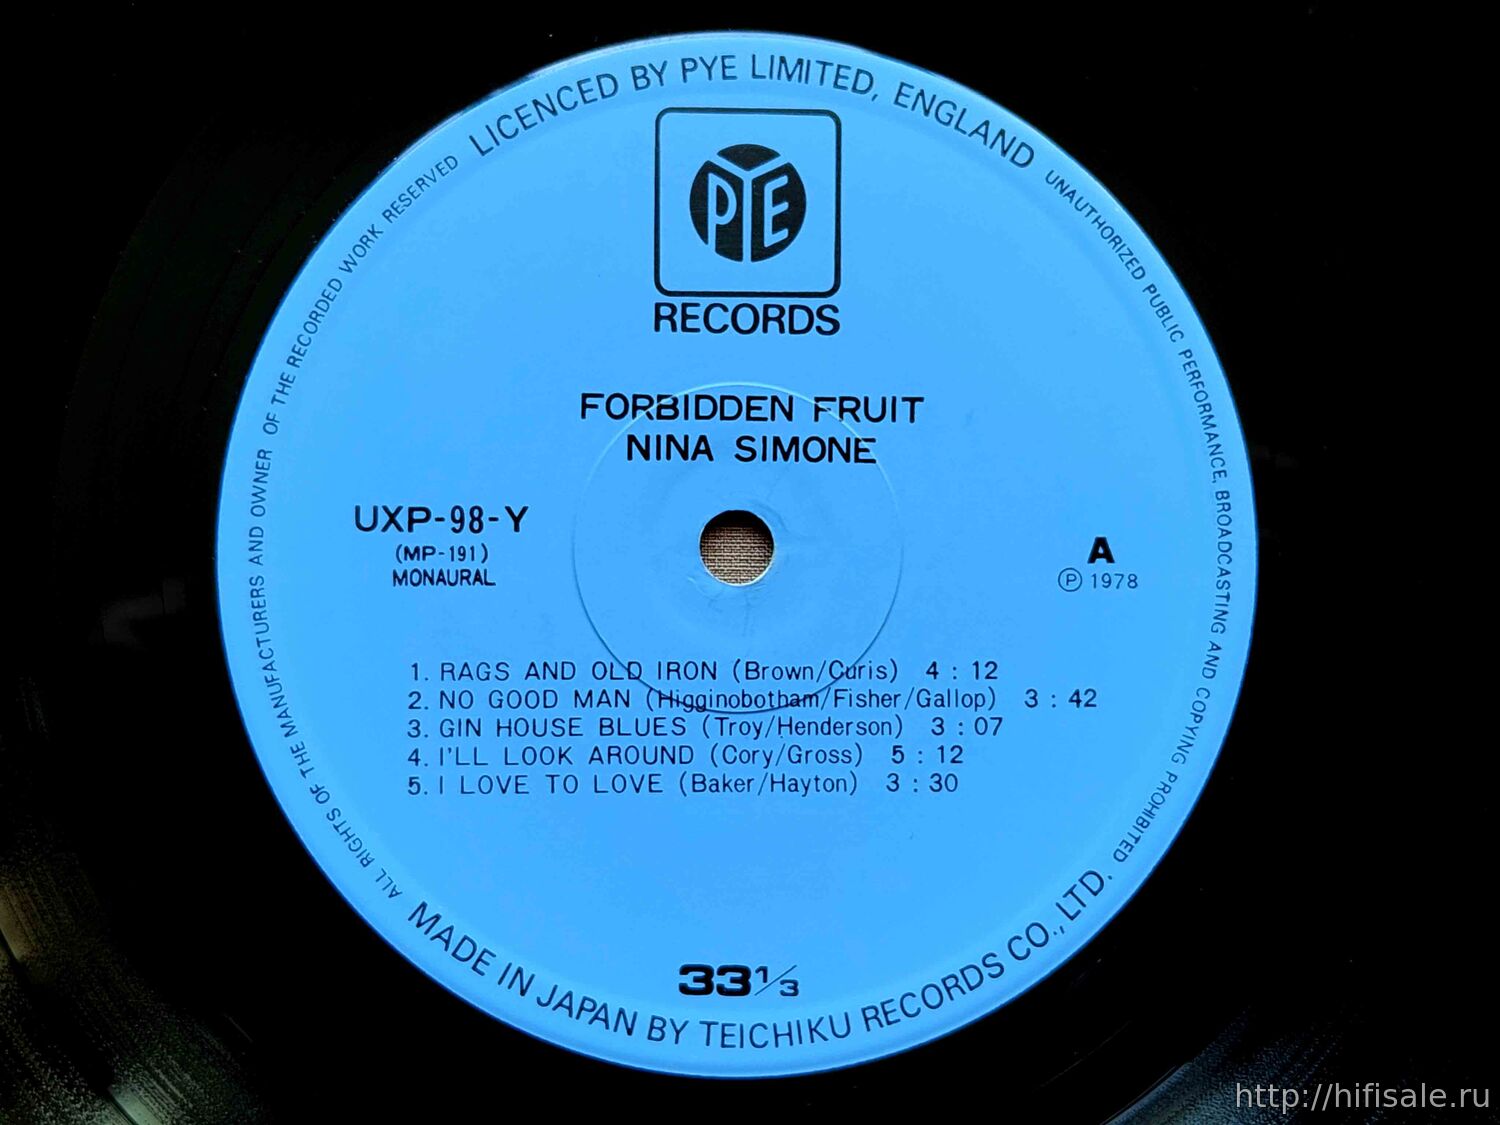 LICENCED BY PYE LIMITED, ENGLAND
UNAUTHORIZED PUBLIC PERFORMANCE, BROADCASTING AND COPYING PROHIBITED
PYE
RECORDS
FORBIDDEN FRUIT
NINA SIMONE
UXP-98-Y
(MP-191)
MONAURAL
A
Ⓟ 1978
1. RAGS AND OLD IRON (Brown/Curis) 4 : 12
2. NO GOOD MAN (Higginobotham/Fisher/Gallop) 3 : 42
3. GIN HOUSE BLUES (Troy/Henderson) 3 : 07
4. I'LL LOOK AROUND (Cory/Gross) 5 : 12
5. I LOVE TO LOVE (Baker/Hayton) 3 : 30
33 1/3
MADE IN JAPAN BY TEICHIKU RECORDS CO., LTD.
ALL RIGHTS OF THE MANUFACTURERS AND OWNER OF THE RECORDED WORK RESERVED
http://hifisale.ru